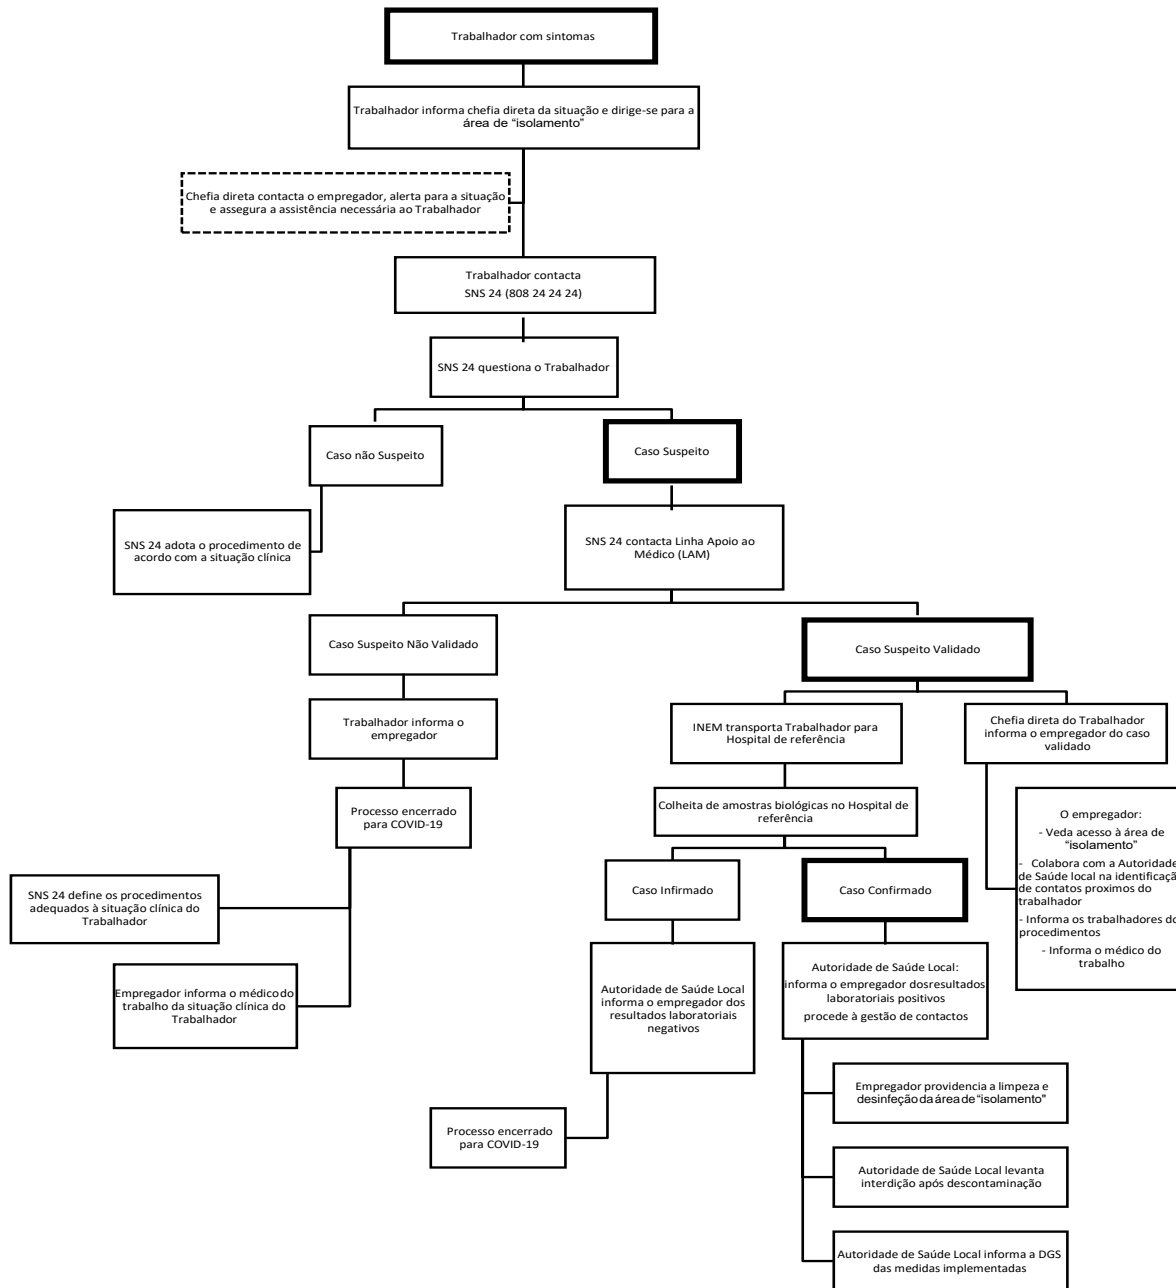 Trabalhador com sintomas
Trabalhador informa chefia direta da situação e dirige-se para a
área de “isolamento”
Chefia direta contacta o empregador, alerta para a situação
e assegura a assistência necessária ao Trabalhador
Trabalhador contacta
SNS 24 (808 24 24 24)
SNS 24 questiona o Trabalhador
Caso não Suspeito
Caso Suspeito
SNS 24 adota o procedimento de
acordo com a situação clínica
SNS 24 contacta Linha Apoio ao
Médico (LAM)
Caso Suspeito Não Validado
Caso Suspeito Validado
Trabalhador informa o
empregador
INEM transporta Trabalhador para
Hospital de referência
Chefia direta do Trabalhador
informa o empregador do caso
validado
Processo encerrado
para COVID-19
Colheita de amostras biológicas no Hospital de
referência
O empregador:
- Veda acesso à área de
“isolamento”
- Colabora com a Autoridade
de Saúde local na identificaçã
de contatos proximos do
trabalhador
- Informa os trabalhadores do
procedimentos
- Informa o médico do
trabalho
SNS 24 define os procedimentos
adequados à situação clínica do
Trabalhador
Caso Infirmado
Caso Confirmado
Empregador informa o médico do
trabalho da situação clínica do
Trabalhador
Autoridade de Saúde Local
informa o empregador dos
resultados laboratoriais
negativos
Autoridade de Saúde Local:
informa o empregador dosresultados
laboratoriais positivos
procede à gestão de contactos
Processo encerrado
para COVID-19
Empregador providencia a limpeza e
desinfeção da área de “isolamento”
Autoridade de Saúde Local levanta
interdição após descontaminação
Autoridade de Saúde Local informa a DGS
das medidas implementadas